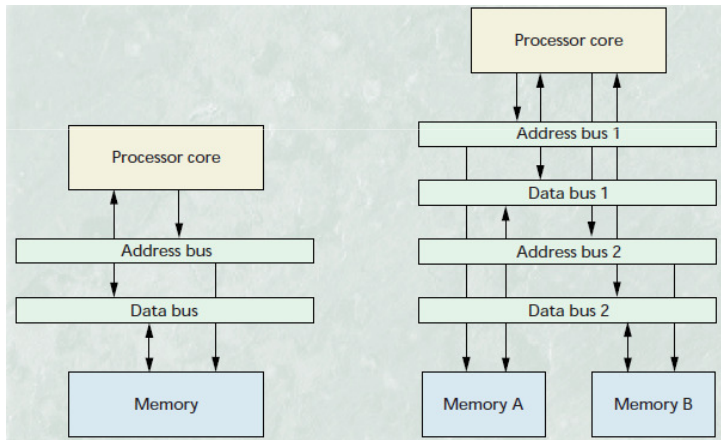 Processor core
Address bus
Data bus
Memory
Processor core
Address bus 1
Data bus 1
Address bus 2
Data bus 2
Memory A
Memory B